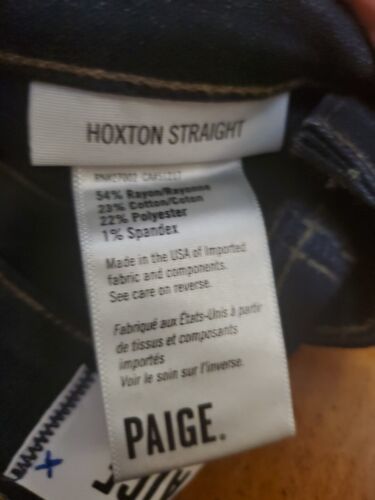 HOXTON STRAIGHT
54% Rayon/Rayonne
23% Cotton/Coton
22% Polyester
1% Spandex
Made in the USA of Imported
fabric and components.
See care on reverse.
Fabriqué aux États-Unis à partir
de tissus et composants
importés
Voir le soin sur l'inverse.
PAIGE.